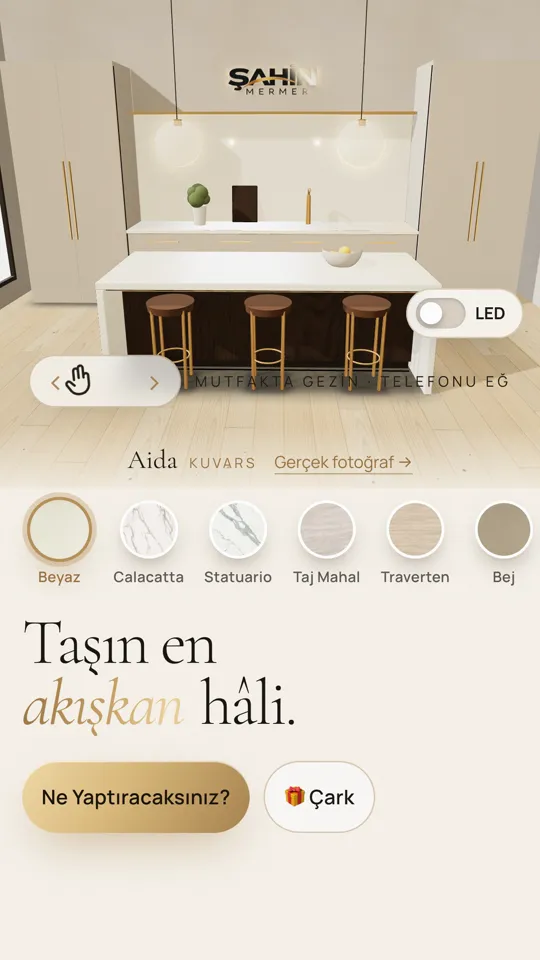 ŞAHİN
MERMER
LED
MUTFAKTA GEZİN · TELEFONU EĞ
Aida KUVARS Gerçek fotoğraf →
Beyaz Calacatta Statuario Taj Mahal Traverten Bej
Taşın en
akışkan hâli.
Ne Yaptıracaksınız? 🎁 Çark